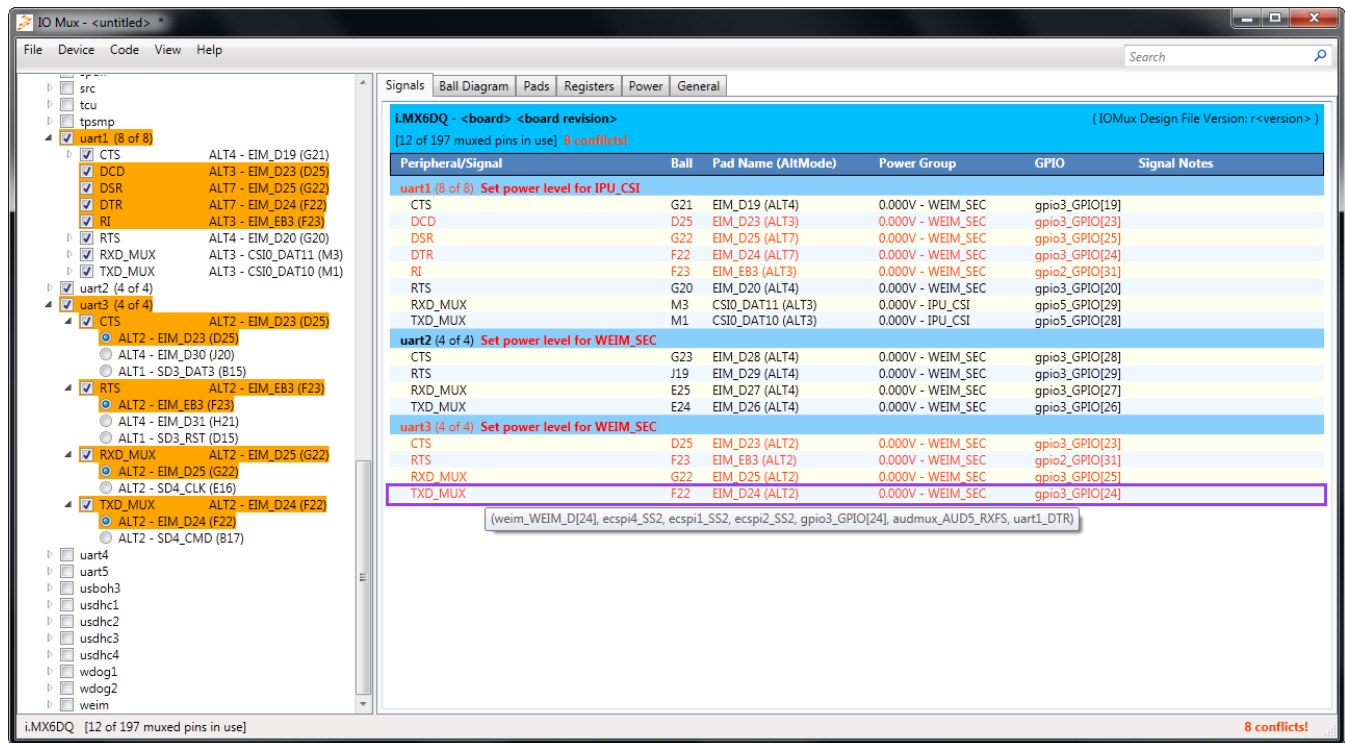 IO Mux - <untitled> *
File Device Code View Help
Search
src
tcu
tpsmp
uart1 (8 of 8)
CTS ALT4 - EIM_D19 (G21)
DCD ALT3 - EIM_D23 (D25)
DSR ALT7 - EIM_D25 (G22)
DTR ALT7 - EIM_D24 (F22)
RI ALT3 - EIM_EB3 (F23)
RTS ALT4 - EIM_D20 (G20)
RXD_MUX ALT3 - CSI0_DAT11 (M3)
TXD_MUX ALT3 - CSI0_DAT10 (M1)
uart2 (4 of 4)
uart3 (4 of 4)
CTS ALT2 - EIM_D23 (D25)
ALT2 - EIM_D23 (D25)
ALT4 - EIM_D30 (J20)
ALT1 - SD3_DAT3 (B15)
RTS ALT2 - EIM_EB3 (F23)
ALT2 - EIM_EB3 (F23)
ALT4 - EIM_D31 (H21)
ALT1 - SD3_RST (D15)
RXD_MUX ALT2 - EIM_D25 (G22)
ALT2 - EIM_D25 (G22)
ALT2 - SD4_CLK (E16)
TXD_MUX ALT2 - EIM_D24 (F22)
ALT2 - EIM_D24 (F22)
ALT2 - SD4_CMD (B17)
uart4
uart5
usboh3
usdhc1
usdhc2
usdhc3
usdhc4
wdog1
wdog2
weim
Signals Ball Diagram Pads Registers Power General
i.MX6DQ - <board> <board revision> ( IOMux Design File Version: r<version> )
[12 of 197 muxed pins in use] 8 conflicts!
Peripheral/Signal Ball Pad Name (AltMode) Power Group GPIO Signal Notes
uart1 (8 of 8) Set power level for IPU_CSI
CTS G21 EIM_D19 (ALT4) 0.000V - WEIM_SEC gpio3_GPIO[19]
DCD D25 EIM_D23 (ALT3) 0.000V - WEIM_SEC gpio3_GPIO[23]
DSR G22 EIM_D25 (ALT7) 0.000V - WEIM_SEC gpio3_GPIO[25]
DTR F22 EIM_D24 (ALT7) 0.000V - WEIM_SEC gpio3_GPIO[24]
RI F23 EIM_EB3 (ALT3) 0.000V - WEIM_SEC gpio2_GPIO[31]
RTS G20 EIM_D20 (ALT4) 0.000V - WEIM_SEC gpio3_GPIO[20]
RXD_MUX M3 CSI0_DAT11 (ALT3) 0.000V - IPU_CSI gpio5_GPIO[29]
TXD_MUX M1 CSI0_DAT10 (ALT3) 0.000V - IPU_CSI gpio5_GPIO[28]
uart2 (4 of 4) Set power level for WEIM_SEC
CTS G23 EIM_D28 (ALT4) 0.000V - WEIM_SEC gpio3_GPIO[28]
RTS J19 EIM_D29 (ALT4) 0.000V - WEIM_SEC gpio3_GPIO[29]
RXD_MUX E25 EIM_D27 (ALT4) 0.000V - WEIM_SEC gpio3_GPIO[27]
TXD_MUX E24 EIM_D26 (ALT4) 0.000V - WEIM_SEC gpio3_GPIO[26]
uart3 (4 of 4) Set power level for WEIM_SEC
CTS D25 EIM_D23 (ALT2) 0.000V - WEIM_SEC gpio3_GPIO[23]
RTS F23 EIM_EB3 (ALT2) 0.000V - WEIM_SEC gpio2_GPIO[31]
RXD_MUX G22 EIM_D25 (ALT2) 0.000V - WEIM_SEC gpio3_GPIO[25]
TXD_MUX F22 EIM_D24 (ALT2) 0.000V - WEIM_SEC gpio3_GPIO[24]
(weim_WEIM_D[24], ecspi4_SS2, ecspi1_SS2, ecspi2_SS2, gpio3_GPIO[24], audmux_AUD5_RXFS, uart1_DTR)
i.MX6DQ [12 of 197 muxed pins in use] 8 conflicts!